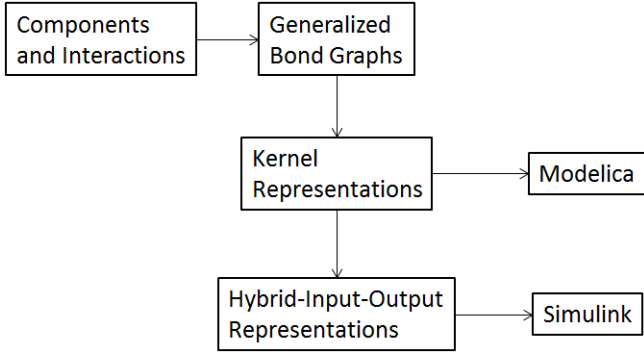 Components
and Interactions
Generalized
Bond Graphs
Kernel
Representations
Modelica
Hybrid-Input-Output
Representations
Simulink